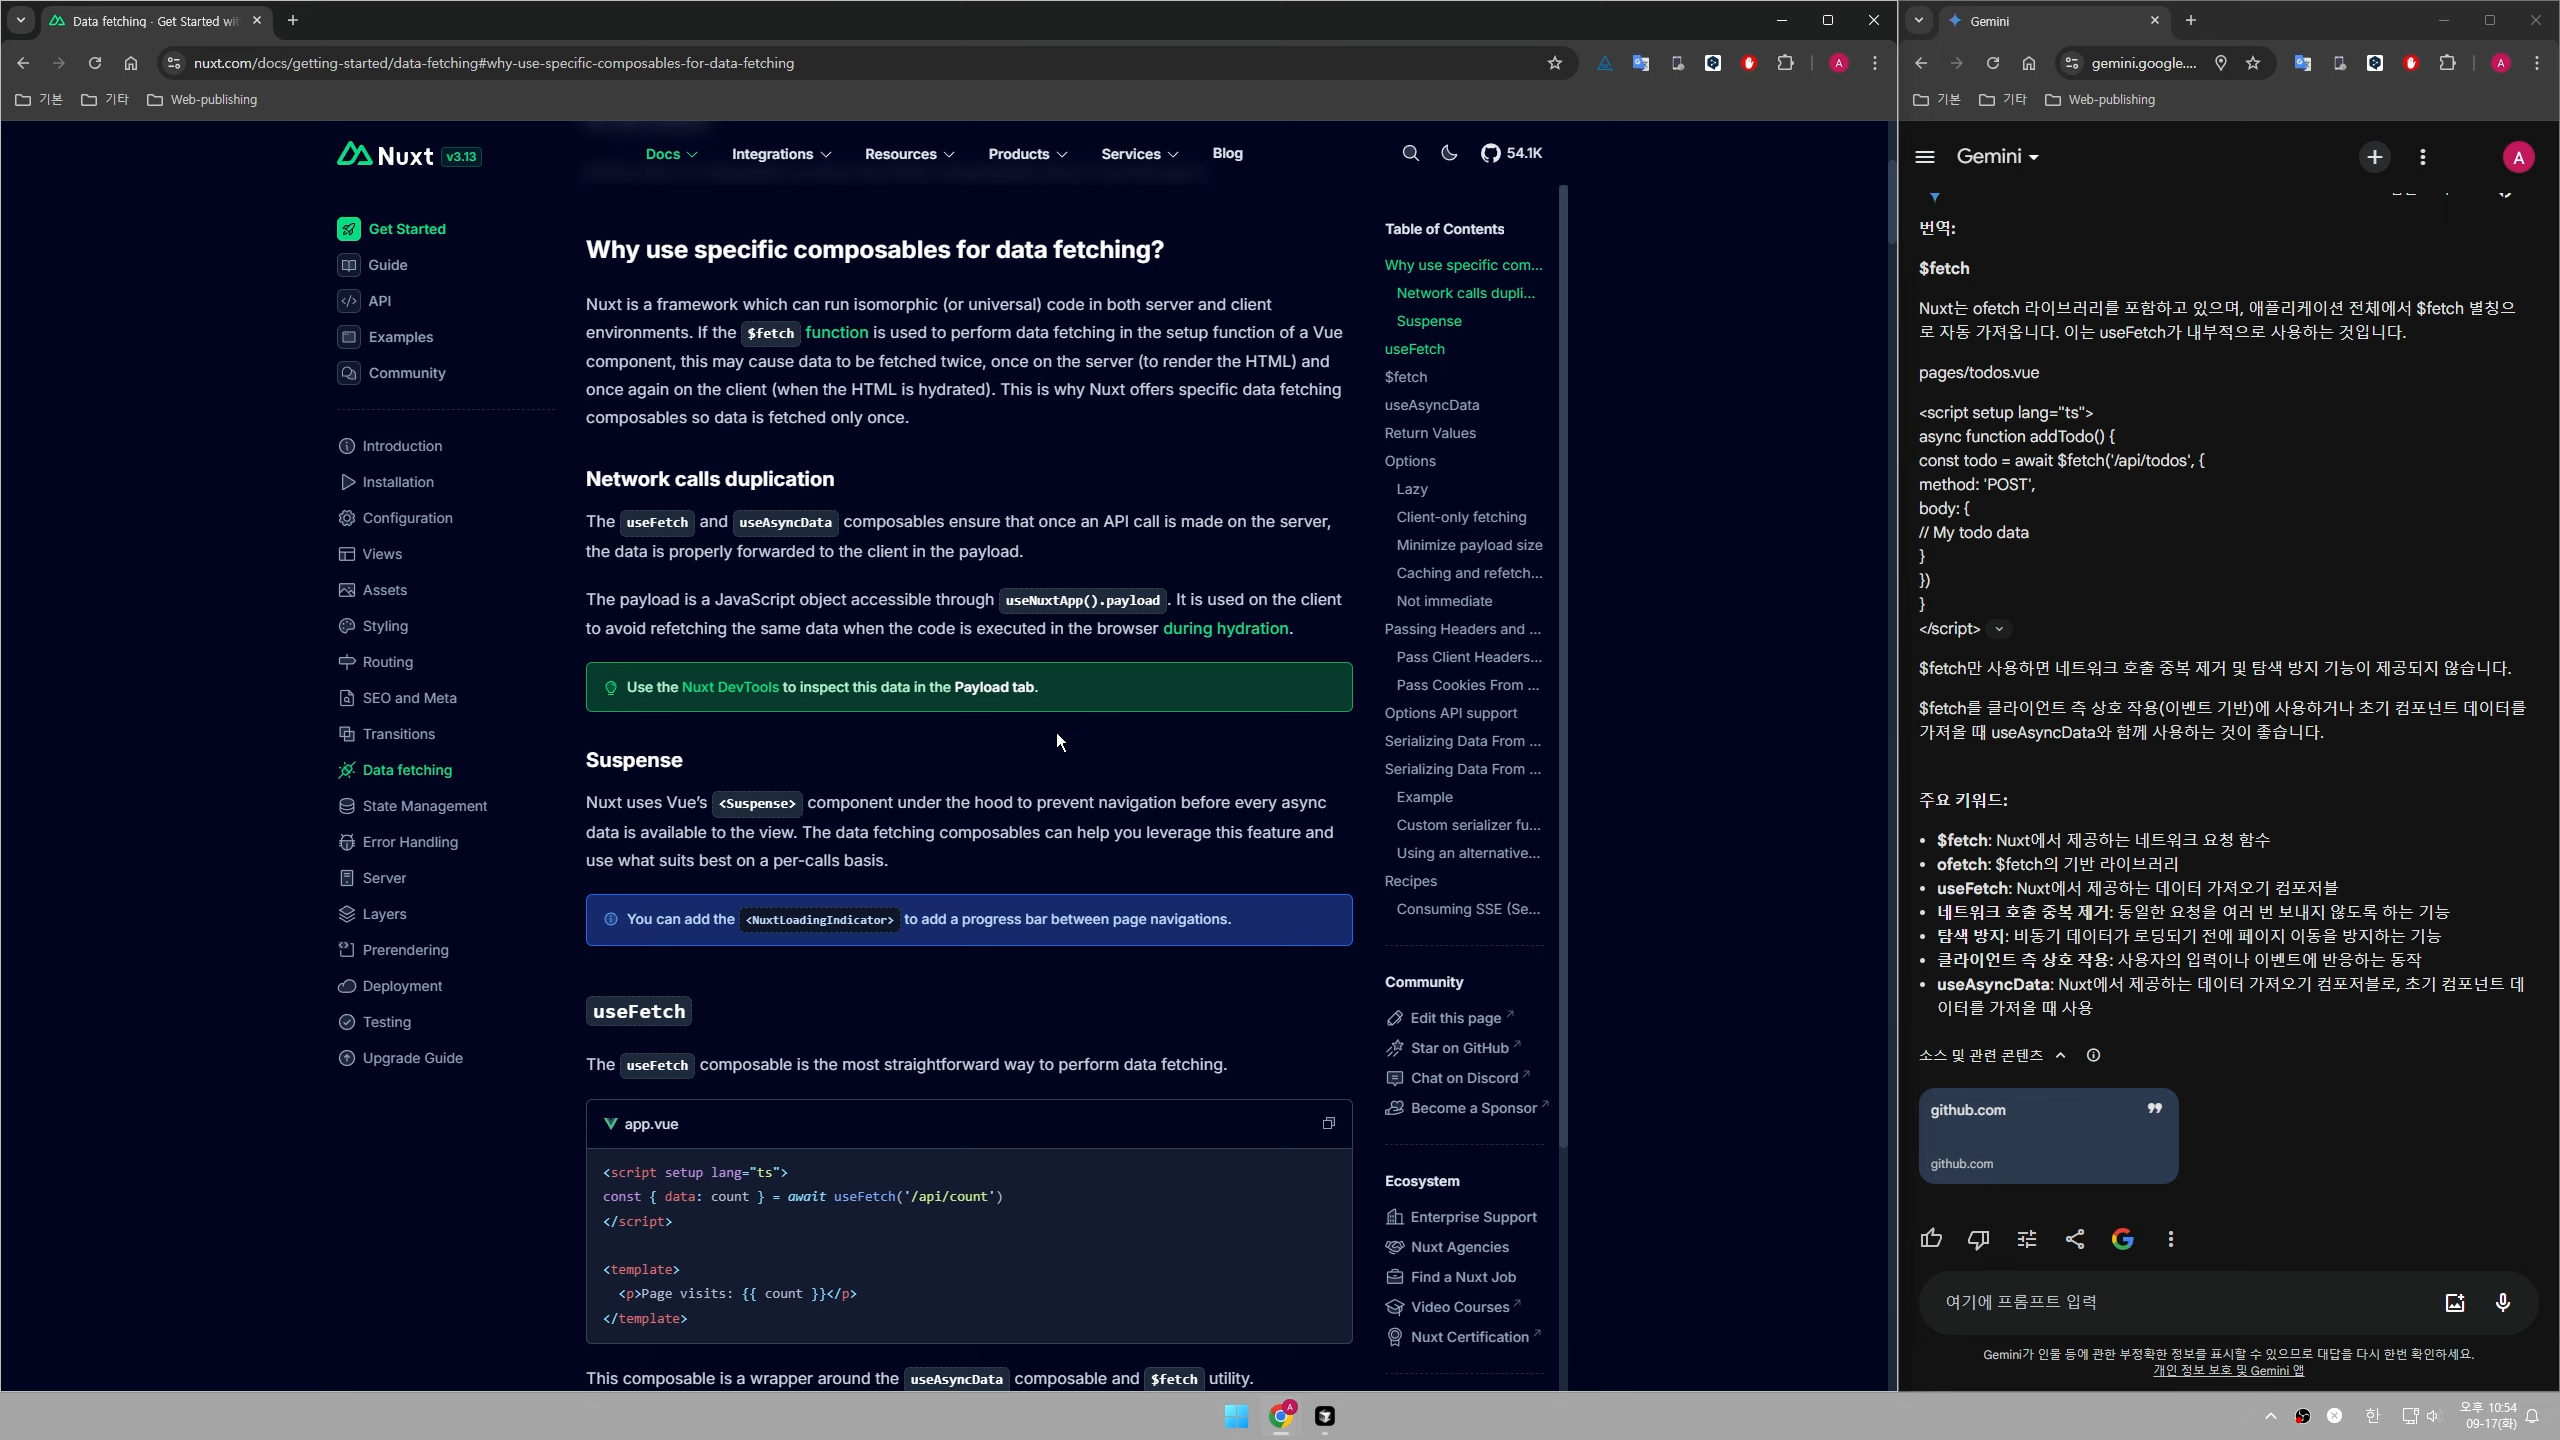 Data fetching · Get Started wit
nuxt.com/docs/getting-started/data-fetching#why-use-specific-composables-for-data-fetching
기본
기타
Web-publishing
Nuxt v3.13
Docs
Integrations
Resources
Products
Services
Blog
54.1K
Get Started
Guide
API
Examples
Community
Introduction
Installation
Configuration
Views
Assets
Styling
Routing
SEO and Meta
Transitions
Data fetching
State Management
Error Handling
Server
Layers
Prerendering
Deployment
Testing
Upgrade Guide
Why use specific composables for data fetching?
Nuxt is a framework which can run isomorphic (or universal) code in both server and client
environments. If the $fetch function is used to perform data fetching in the setup function of a Vue
component, this may cause data to be fetched twice, once on the server (to render the HTML) and
once again on the client (when the HTML is hydrated). This is why Nuxt offers specific data fetching
composables so data is fetched only once.
Network calls duplication
The useFetch and useAsyncData composables ensure that once an API call is made on the server,
the data is properly forwarded to the client in the payload.
The payload is a JavaScript object accessible through useNuxtApp().payload . It is used on the client
to avoid refetching the same data when the code is executed in the browser during hydration.
Use the Nuxt DevTools to inspect this data in the Payload tab.
Suspense
Nuxt uses Vue's <Suspense> component under the hood to prevent navigation before every async
data is available to the view. The data fetching composables can help you leverage this feature and
use what suits best on a per-calls basis.
You can add the <NuxtLoadingIndicator> to add a progress bar between page navigations.
useFetch
The useFetch composable is the most straightforward way to perform data fetching.
app.vue
<script setup lang="ts">
const { data: count } = await useFetch('/api/count')
</script>
<template>
<p>Page visits: {{ count }}</p>
</template>
This composable is a wrapper around the useAsyncData composable and $fetch utility.
Table of Contents
Why use specific com...
Network calls dupli...
Suspense
useFetch
$fetch
useAsyncData
Return Values
Options
Lazy
Client-only fetching
Minimize payload size
Caching and refetch...
Not immediate
Passing Headers and ...
Pass Client Headers...
Pass Cookies From ...
Options API support
Serializing Data From ...
Serializing Data From ...
Example
Custom serializer fu...
Using an alternative...
Recipes
Consuming SSE (Se...
Community
Edit this page
Star on GitHub
Chat on Discord
Become a Sponsor
Ecosystem
Enterprise Support
Nuxt Agencies
Find a Nuxt Job
Video Courses
Nuxt Certification
Gemini
gemini.google....
기본
기타
Web-publishing
Gemini
A
번역:
$fetch
Nuxt는 ofetch 라이브러리를 포함하고 있으며, 애플리케이션 전체에서 $fetch 별칭으
로 자동 가져옵니다. 이는 useFetch가 내부적으로 사용하는 것입니다.
pages/todos.vue
<script setup lang="ts">
async function addTodo() {
const todo = await $fetch('/api/todos', {
method: 'POST',
body: {
// My todo data
}
})
}
</script>
$fetch만 사용하면 네트워크 호출 중복 제거 및 탐색 방지 기능이 제공되지 않습니다.
$fetch를 클라이언트 측 상호 작용(이벤트 기반)에 사용하거나 초기 컴포넌트 데이터를
가져올 때 useAsyncData와 함께 사용하는 것이 좋습니다.
주요 키워드:
• $fetch: Nuxt에서 제공하는 네트워크 요청 함수
• ofetch: $fetch의 기반 라이브러리
• useFetch: Nuxt에서 제공하는 데이터 가져오기 컴포저블
• 네트워크 호출 중복 제거: 동일한 요청을 여러 번 보내지 않도록 하는 기능
• 탐색 방지: 비동기 데이터가 로딩되기 전에 페이지 이동을 방지하는 기능
• 클라이언트 측 상호 작용: 사용자의 입력이나 이벤트에 반응하는 동작
• useAsyncData: Nuxt에서 제공하는 데이터 가져오기 컴포저블로, 초기 컴포넌트 데
이터를 가져올 때 사용
소스 및 관련 콘텐츠
github.com
github.com
여기에 프롬프트 입력
Gemini가 인물 등에 관한 부정확한 정보를 표시할 수 있으므로 대답을 다시 한번 확인하세요.
개인 정보 보호 및 Gemini 앱
한
오후 10:54
09-17(화)